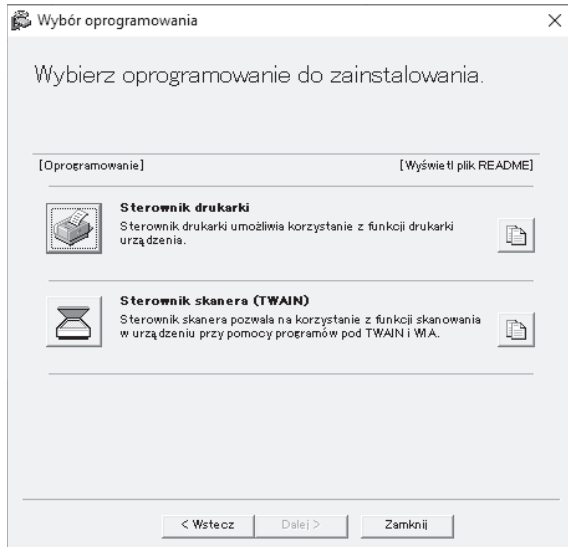 Wybór oprogramowania
Wybierz oprogramowanie do zainstalowania.
[Oprogramowanie] [Wyświetl plik README]
Sterownik drukarki
Sterownik drukarki umożliwia korzystanie z funkcji drukarki
urządzenia.
Sterownik skanera (TWAIN)
Sterownik skanera pozwala na korzystanie z funkcji skanowania
w urządzeniu przy pomocy programów pod TWAIN i WIA.
< Wstecz Dalej > Zamknij